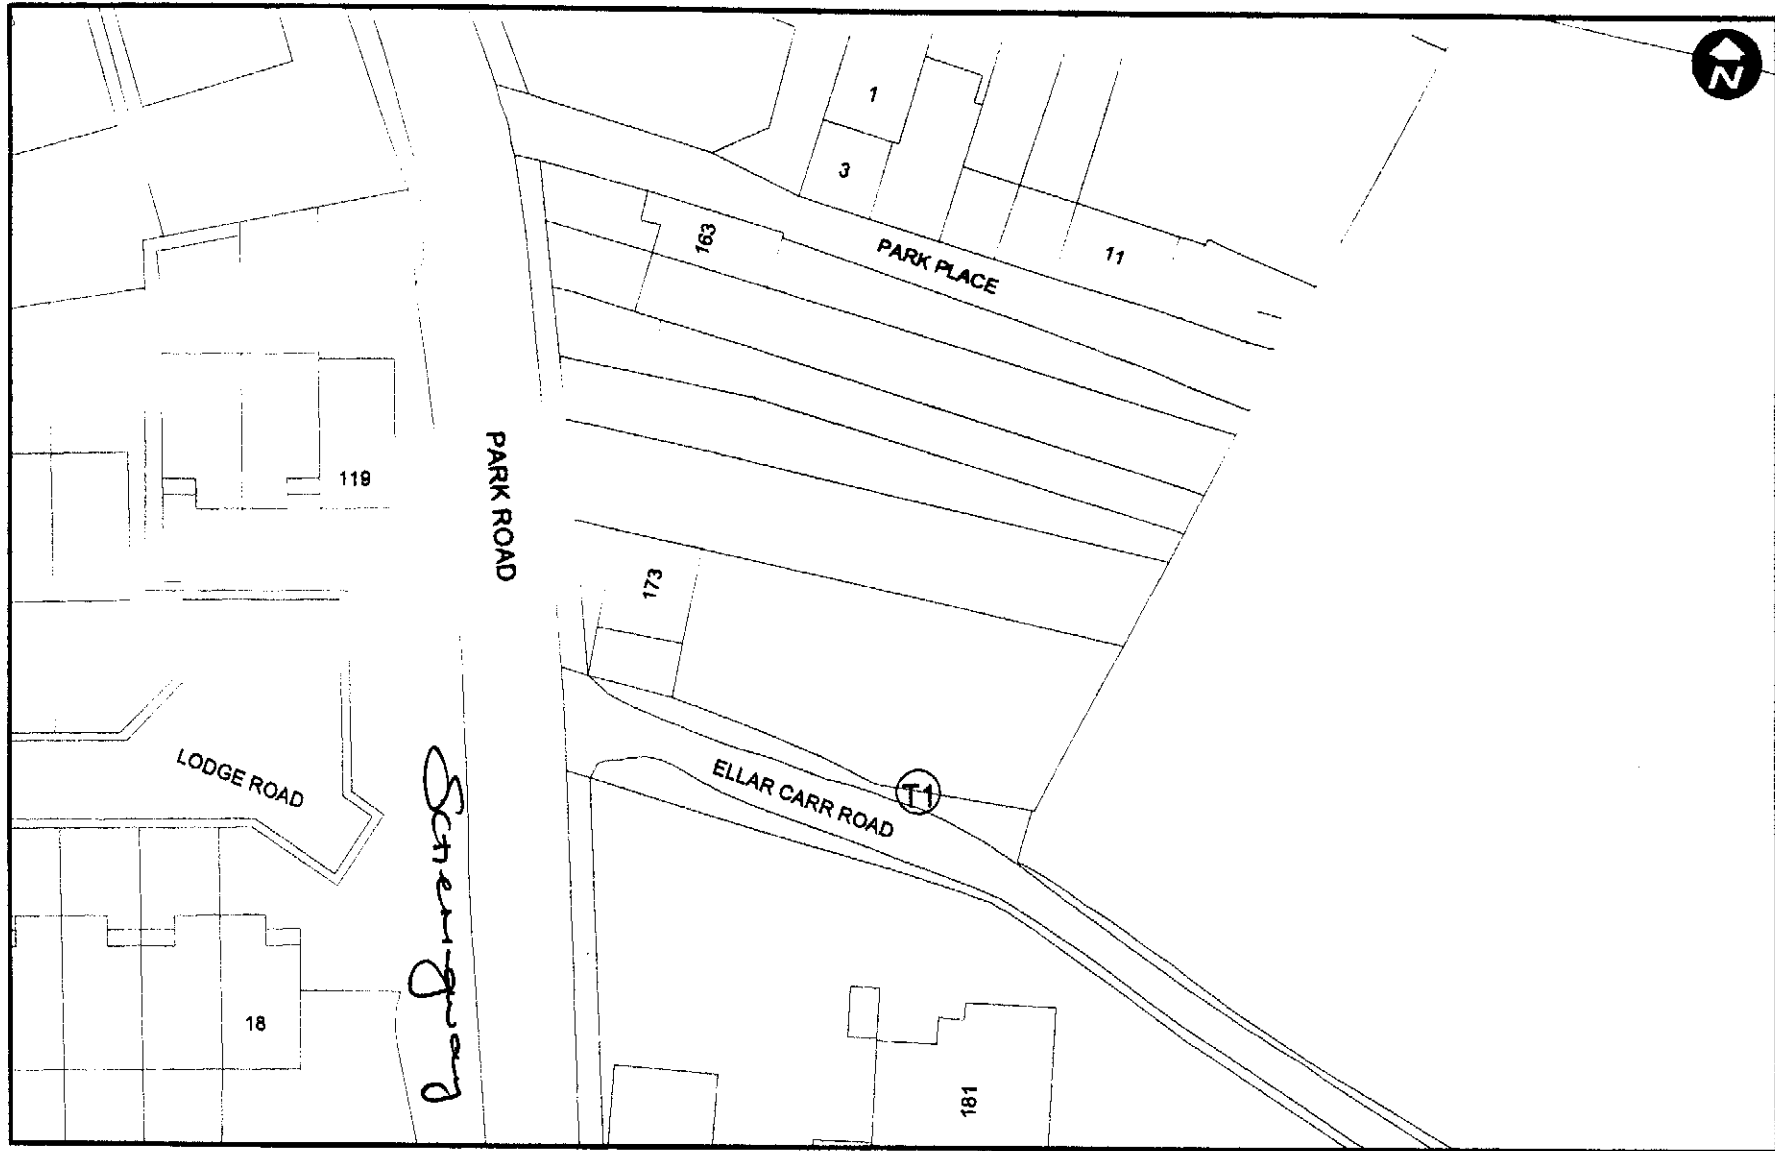 N
1
3
163
PARK PLACE
11
119
PARK ROAD
173
LODGE ROAD
ELLAR CARR ROAD
T1
18
181